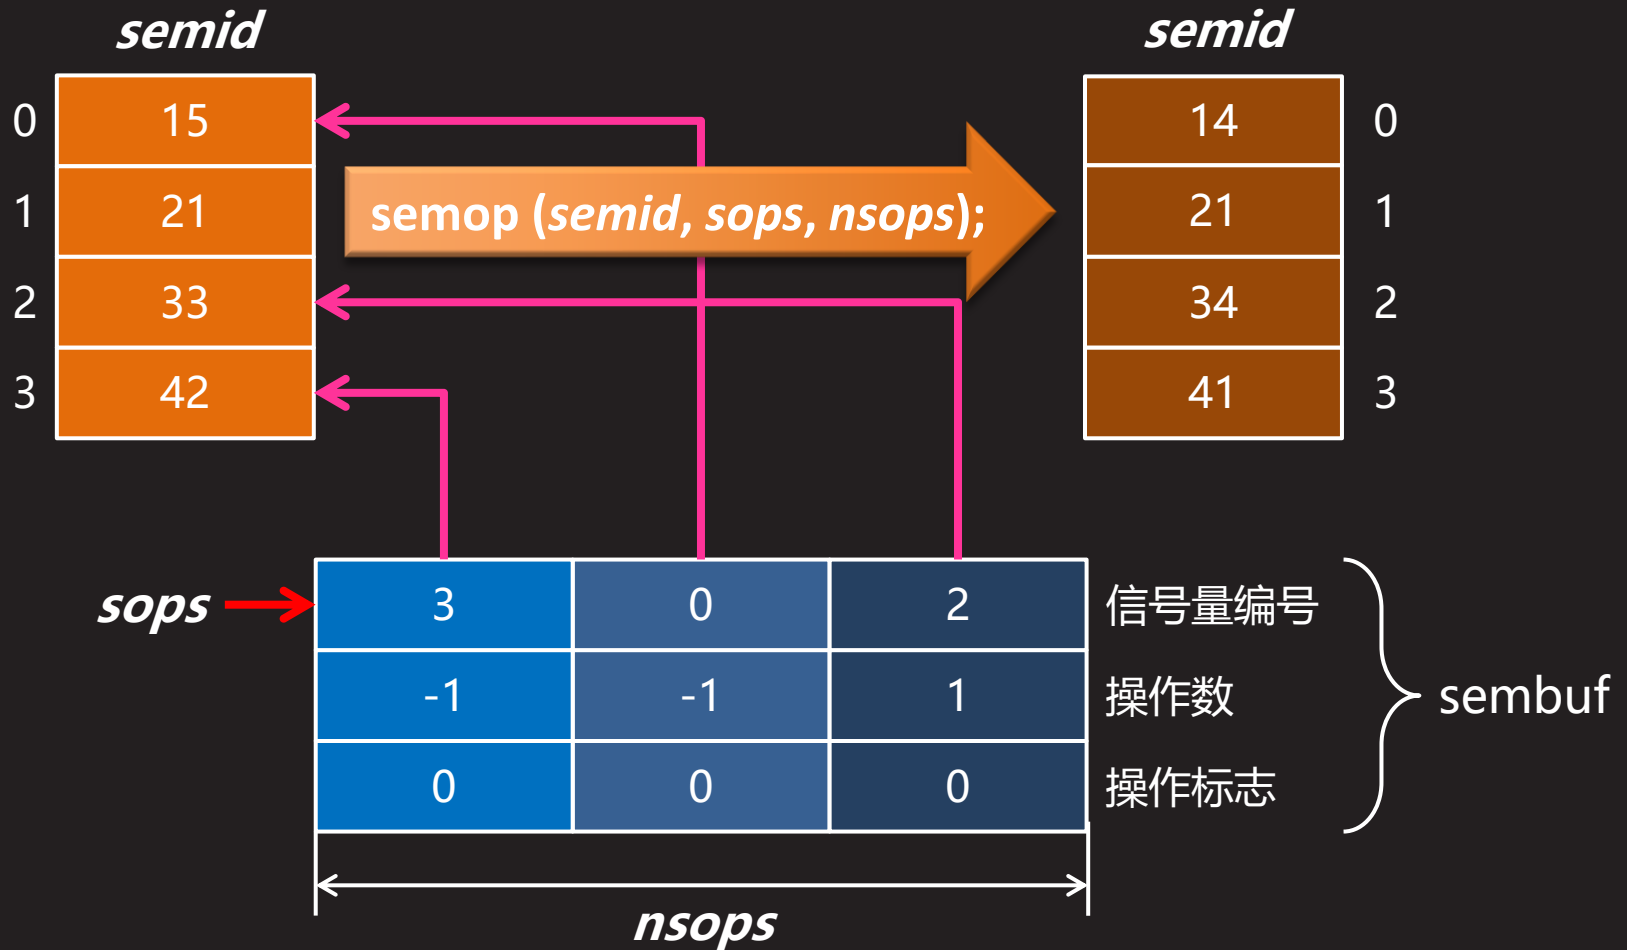 semid semid
0 15 14 0
1 21 semop (semid, sops, nsops); 21 1
2 33 34 2
3 42 41 3
sops 3 0 2 信号量编号
-1 -1 1 操作数 sembuf
0 0 0 操作标志
nsops